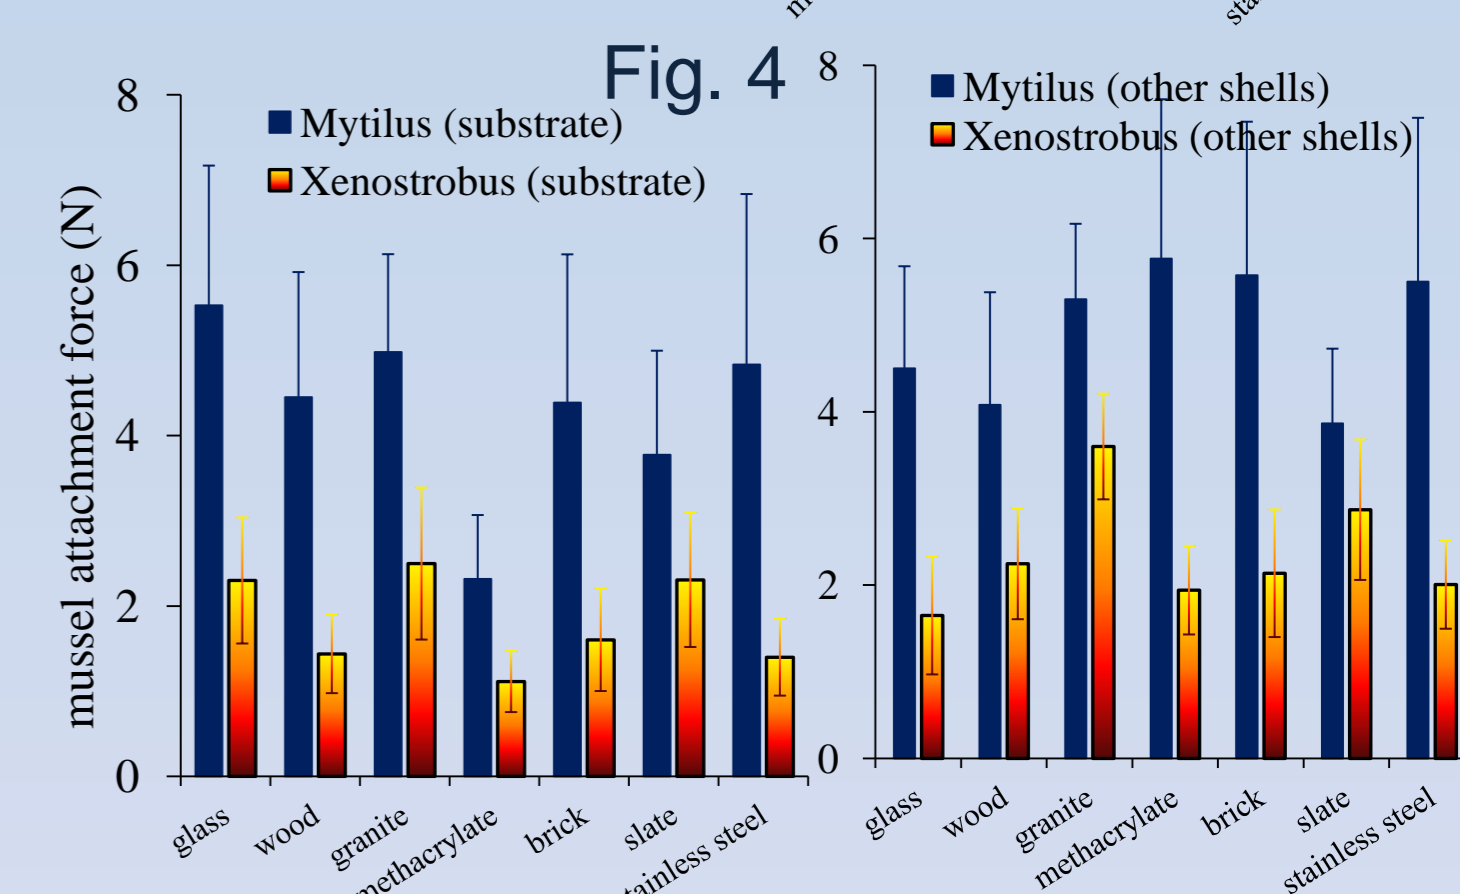 Fig. 4
mussel attachment force (N)
8
6
4
2
0
Mytilus (substrate)
Xenostrobus (substrate)
glass
wood
granite
methacrylate
brick
slate
tainless steel
8
6
4
2
0
Mytilus (other shells)
Xenostrobus (other shells)
glass
wood
granite
methacrylate
brick
slate
stainless steel